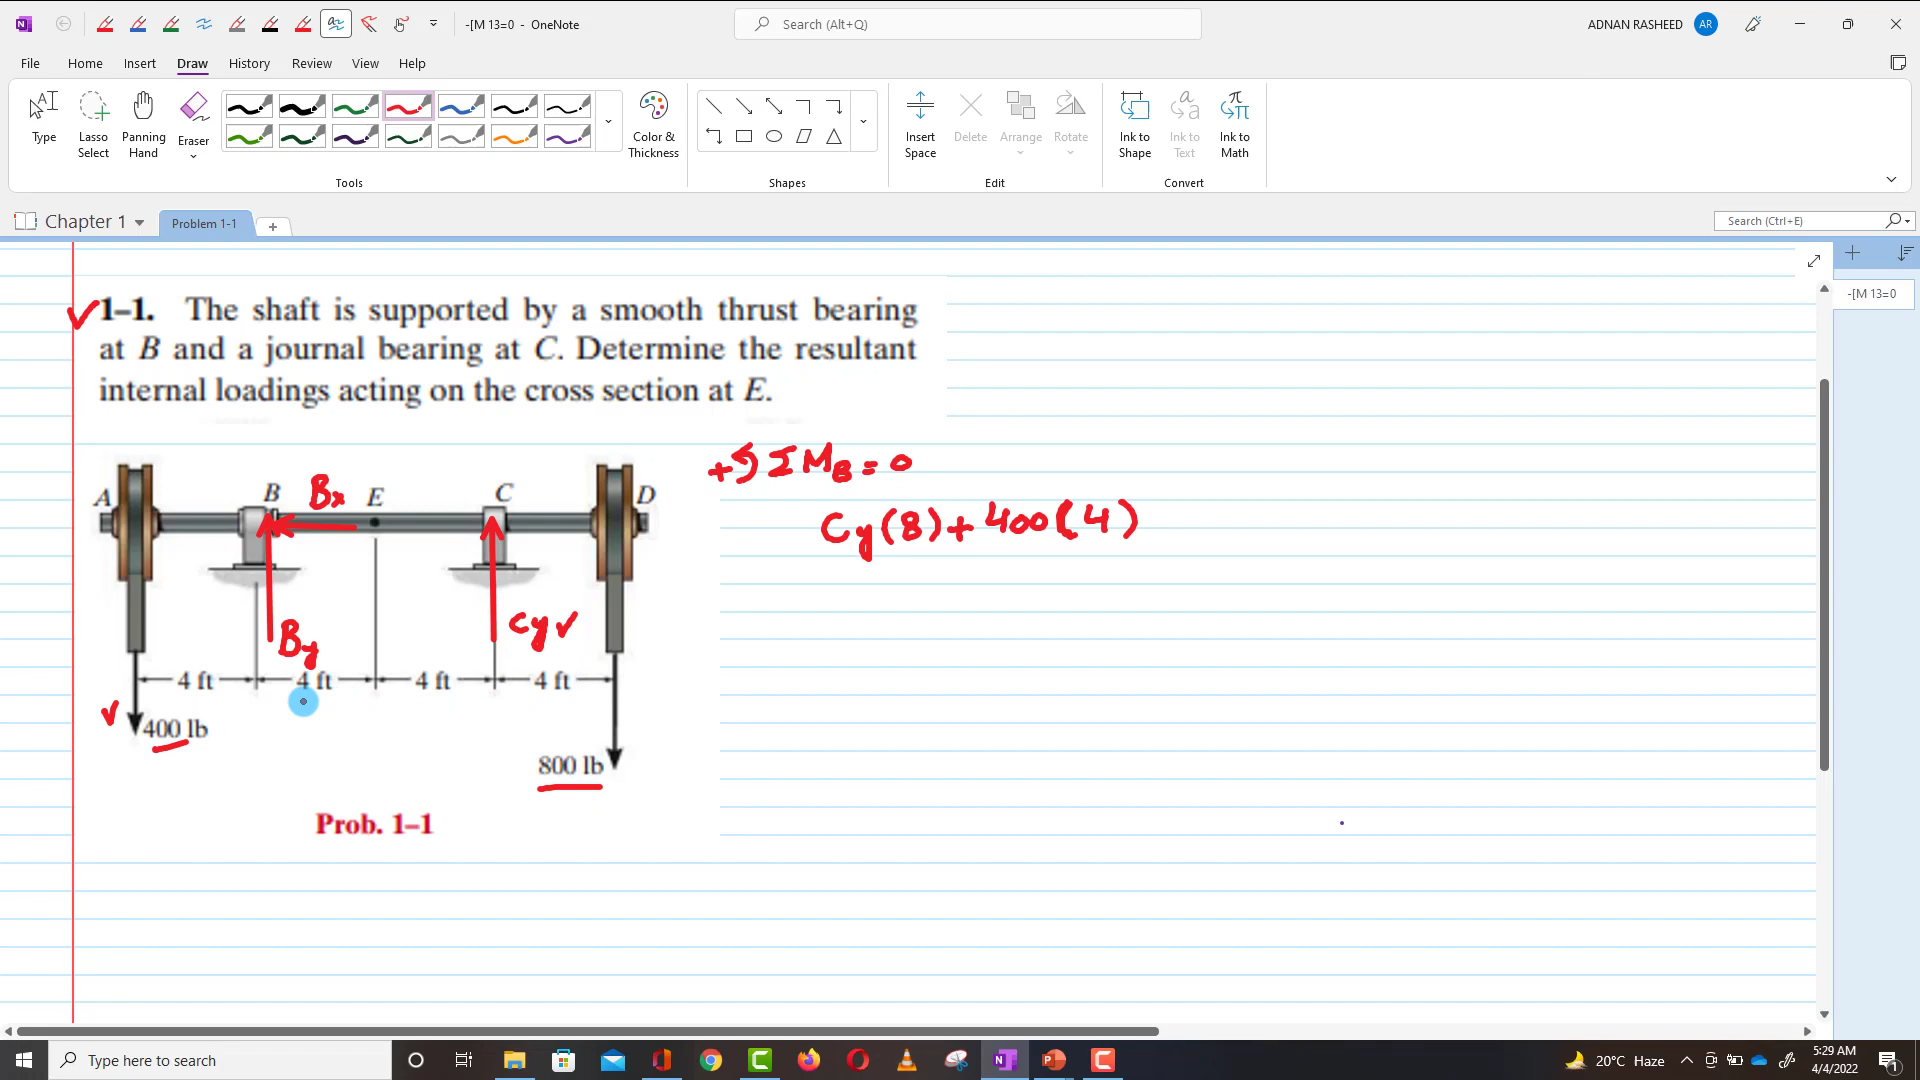 -[M 13=0 - OneNote
Search (Alt+Q)
ADNAN RASHEED
AR
File Home Insert Draw History Review View Help
Type
Lasso Select
Panning Hand
Eraser
Color & Thickness
Insert Space
Delete
Arrange
Rotate
Ink to Shape
Ink to Text
Ink to Math
Tools
Shapes
Edit
Convert
Chapter 1
Problem 1-1
Search (Ctrl+E)
-[M 13=0
1–1. The shaft is supported by a smooth thrust bearing
at B and a journal bearing at C. Determine the resultant
internal loadings acting on the cross section at E.
+↺ ΣM_B = 0
Cy(8)+400(4)
A B Bx E C D
By
Cy ✓
4 ft 4 ft 4 ft 4 ft
✓ 400 lb
800 lb
Prob. 1–1
Type here to search
20°C Haze
5:29 AM
4/4/2022
1